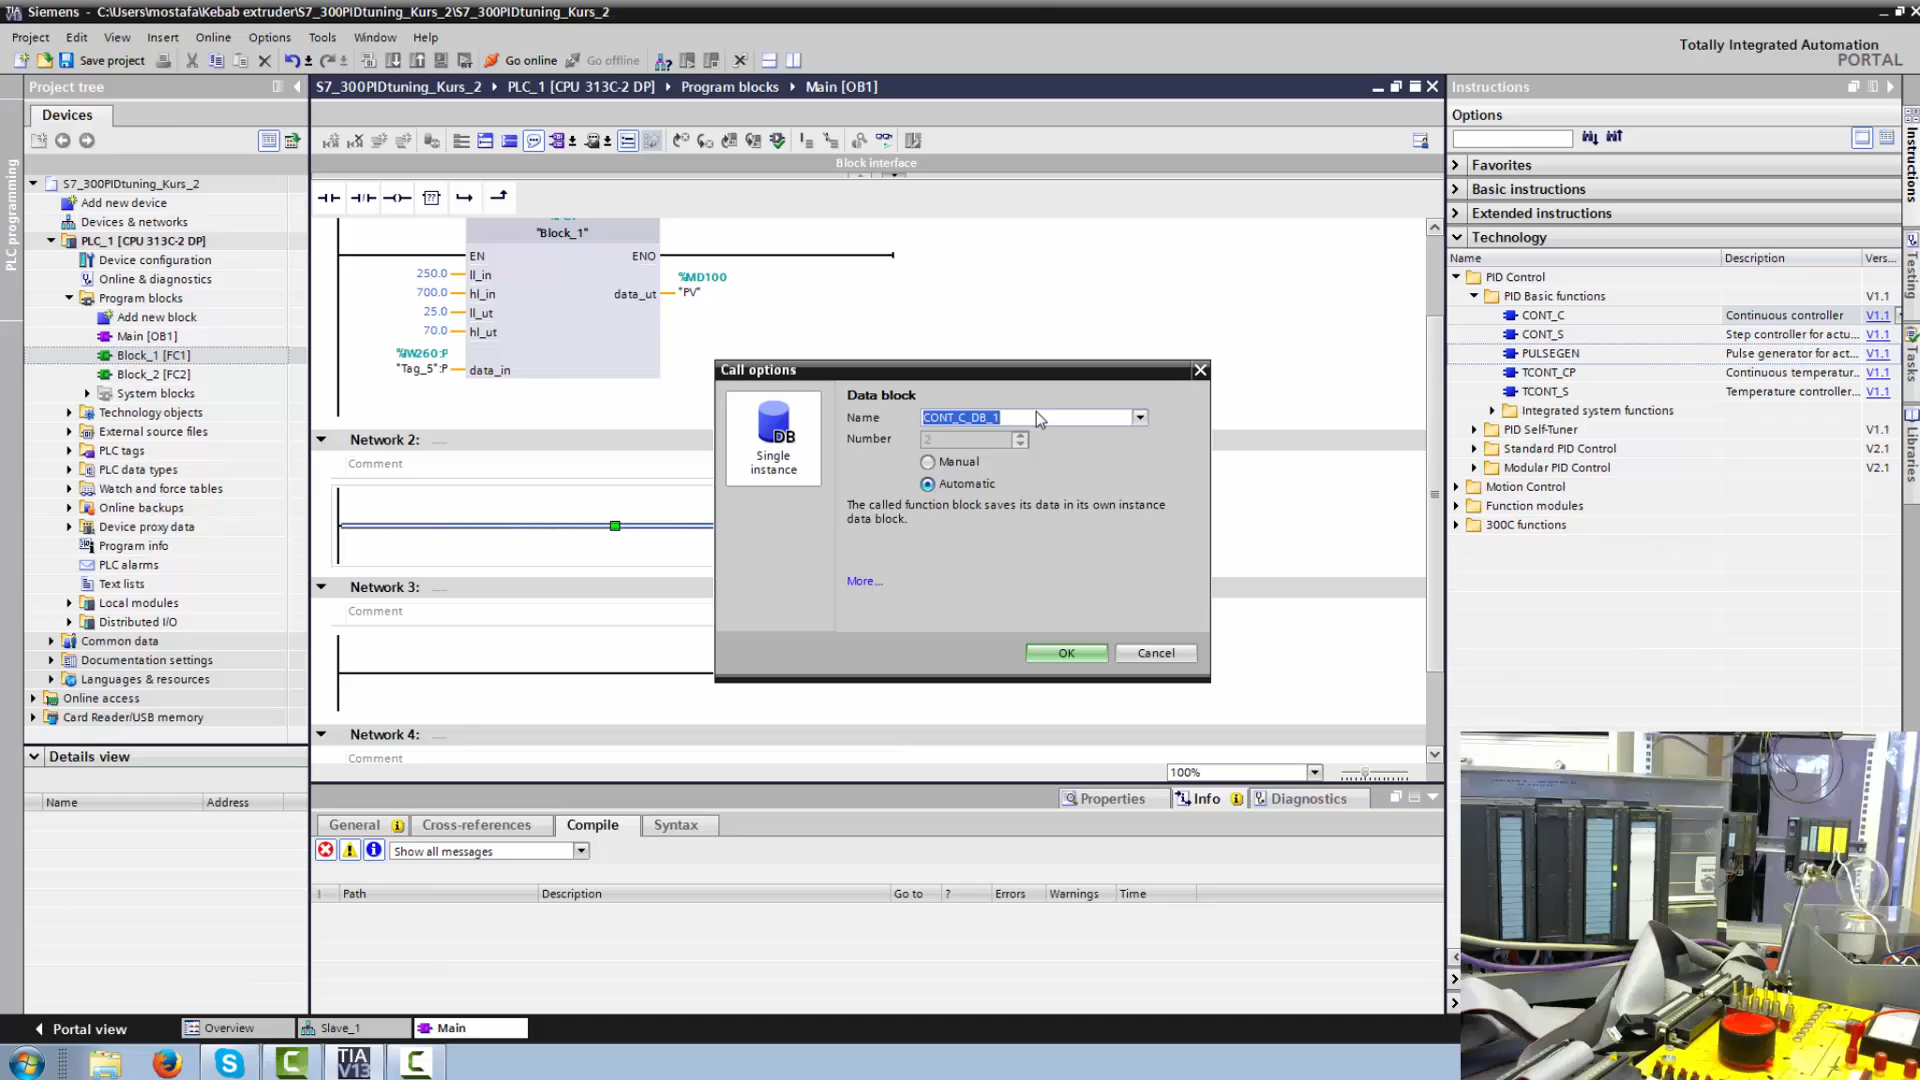 Siemens - C:\Users\mostafa\Kebab extruder\S7_300PIDtuning_Kurs_2\S7_300PIDtuning_Kurs_2
Project Edit View Insert Online Options Tools Window Help
Totally Integrated Automation
PORTAL
Save project
Go online
Go offline
Project tree
S7_300PIDtuning_Kurs_2 PLC_1 [CPU 313C-2 DP] Program blocks Main [OB1]
Instructions
Devices
Options
Block interface
PLC programming
S7_300PIDtuning_Kurs_2
Add new device
Devices & networks
PLC_1 [CPU 313C-2 DP]
Device configuration
Online & diagnostics
Program blocks
Add new block
Main [OB1]
Block_1 [FC1]
Block_2 [FC2]
System blocks
Technology objects
External source files
PLC tags
PLC data types
Watch and force tables
Online backups
Device proxy data
Program info
PLC alarms
Text lists
Local modules
Distributed I/O
Common data
Documentation settings
Languages & resources
Online access
Card Reader/USB memory
Details view
Name Address
"Block_1"
EN ENO
250.0 ll_in
700.0 hl_in
25.0 ll_ut
70.0 hl_ut
%IW260:P
"Tag_5":P data_in
data_ut
%MD100
"PV"
Network 2:
Comment
Network 3:
Comment
Network 4:
Comment
100%
Call options
DB
Single
instance
Data block
Name CONT_C_DB_1
Number 2
Manual
Automatic
The called function block saves its data in its own instance
data block.
More...
OK Cancel
Favorites
Basic instructions
Extended instructions
Technology
Name Description Vers...
PID Control
PID Basic functions V1.1
CONT_C Continuous controller V1.1
CONT_S Step controller for actu... V1.1
PULSEGEN Pulse generator for act... V1.1
TCONT_CP Continuous temperatur... V1.1
TCONT_S Temperature controller... V1.1
Integrated system functions
PID Self-Tuner V1.1
Standard PID Control V2.1
Modular PID Control V2.1
Motion Control
Function modules
300C functions
Instructions
Testing
Tasks
Libraries
Properties Info Diagnostics
General Cross-references Compile Syntax
Show all messages
! Path Description Go to ? Errors Warnings Time
Portal view Overview Slave_1 Main
TIA
V13